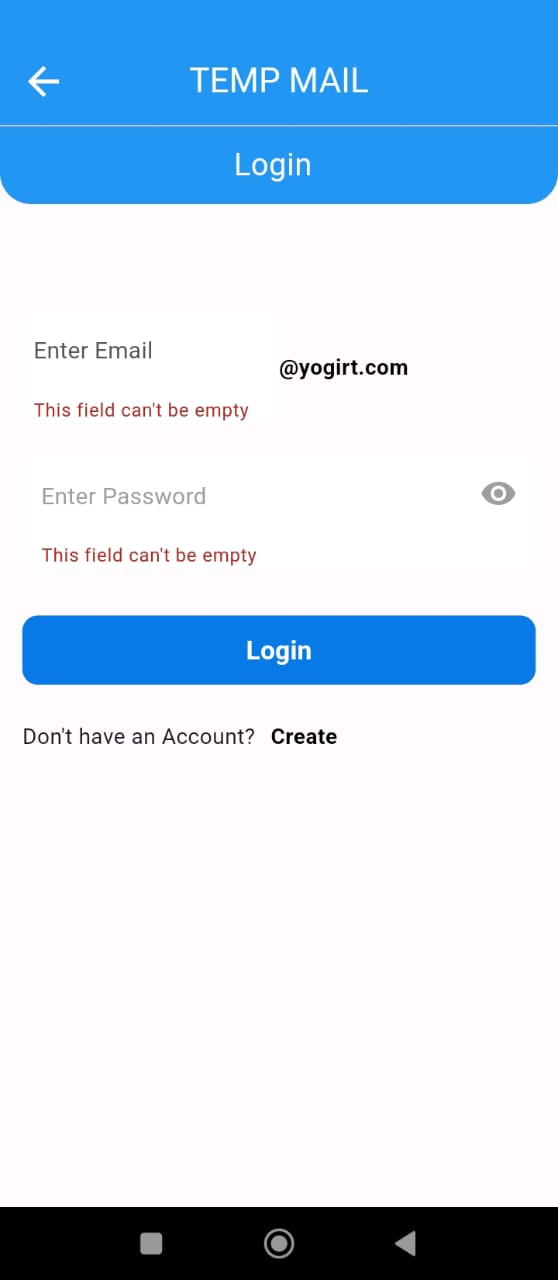 TEMP MAIL
Login
Enter Email
@yogirt.com
This field can't be empty
Enter Password
This field can't be empty
Login
Don't have an Account? Create